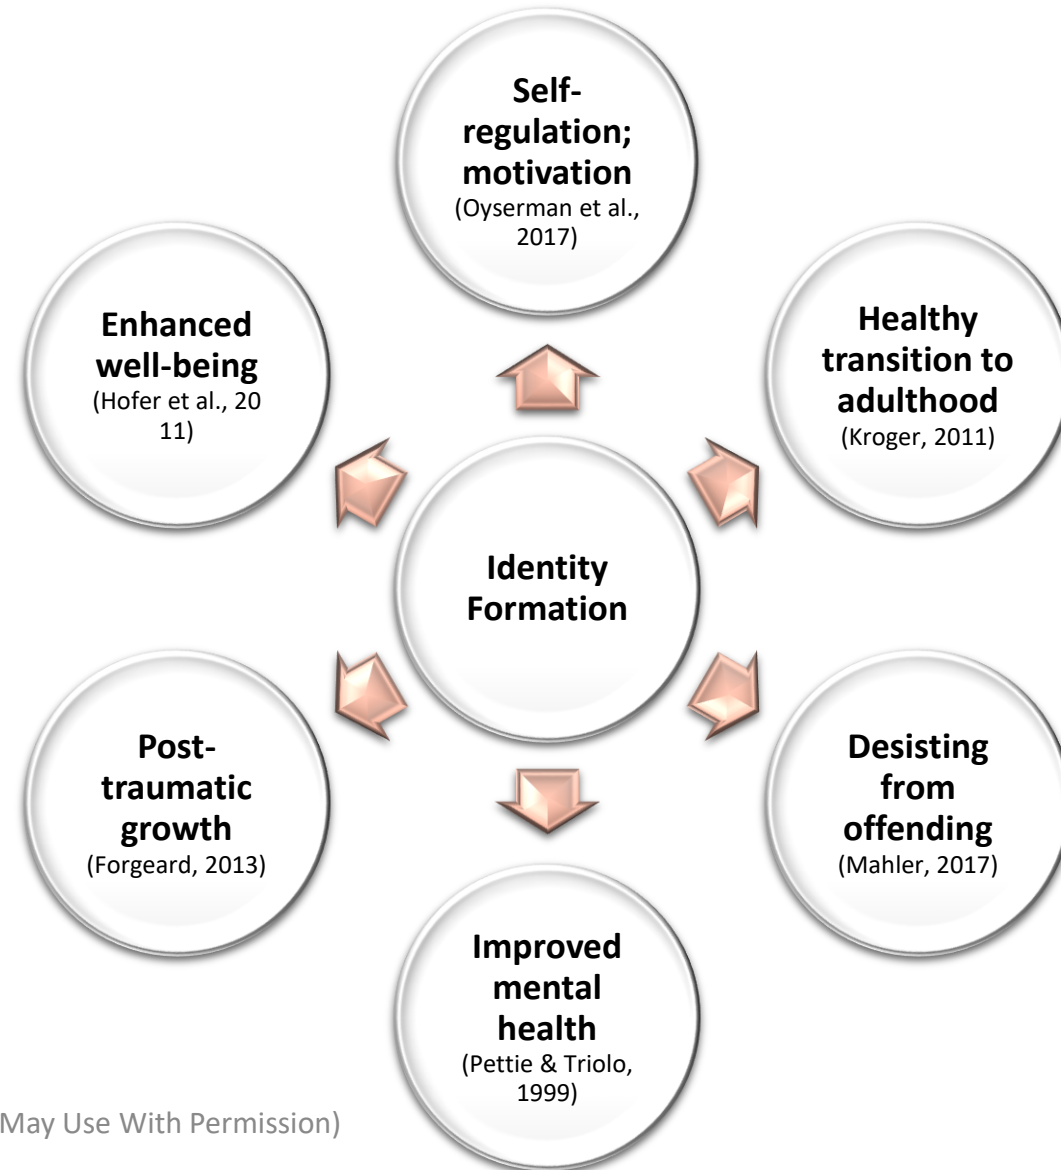 Self-
regulation;
motivation
(Oyserman et al.,
2017)
Healthy
transition to
adulthood
(Kroger, 2011)
Desisting
from
offending
(Mahler, 2017)
Improved
mental
health
(Pettie & Triolo,
1999)
Post-
traumatic
growth
(Forgeard, 2013)
Enhanced
well-being
(Hofer et al., 20
11)
Identity
Formation
May Use With Permission)